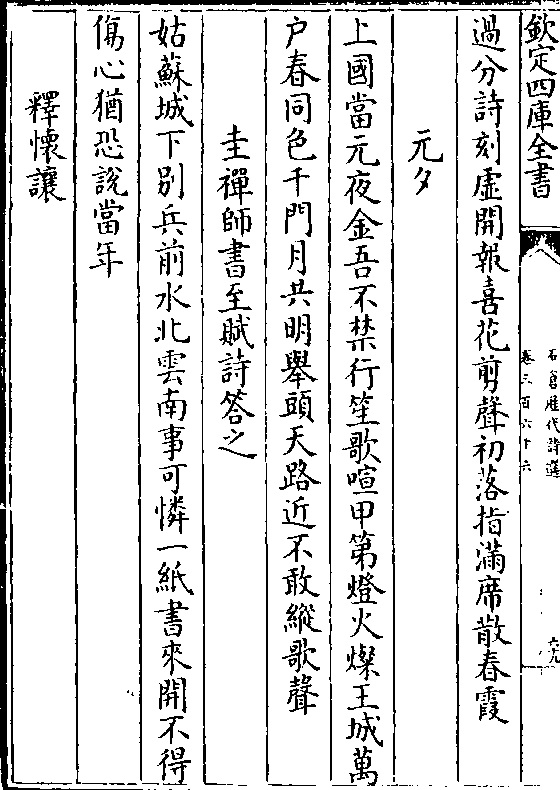 欽定四庫全書
石倉歷代詩選
卷三百六十六
六九
過分詩刻虛開報喜花剪聲初落指滿席散春霞
元夕
上國當元夜金吾不禁行笙歌喧甲第燈火燦王城萬
户春同色千門月共明舉頭天路近不敢縱歌聲
圭禪師書至賦詩答之
姑蘇城下别兵前水北雲南事可憐一紙書來開不得
傷心猶恐說當年
釋懷讓